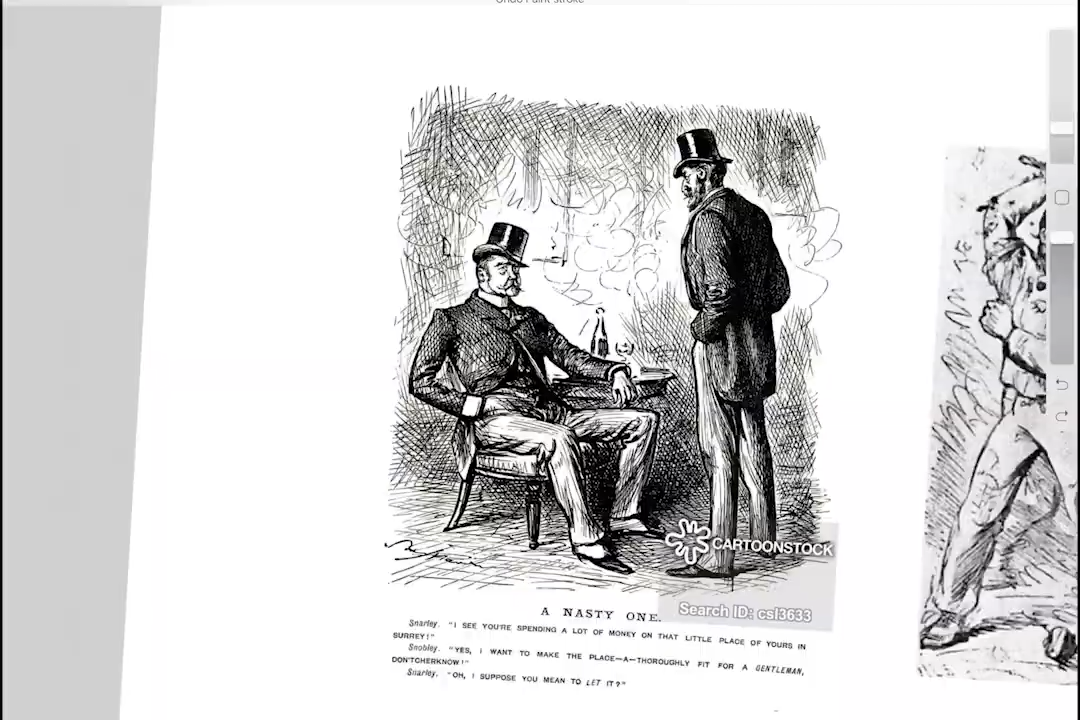 Undo Paint stroke
CARTOONSTOCK
Search ID: csl3633
A NASTY ONE.
Snarley. "I SEE YOU'RE SPENDING A LOT OF MONEY ON THAT LITTLE PLACE OF YOURS IN
SURREY!"
Snobley. "YES, I WANT TO MAKE THE PLACE—A—THOROUGHLY FIT FOR A GENTLEMAN,
DON'TCHERKNOW!"
Snarley. "OH, I SUPPOSE YOU MEAN TO LET IT?"